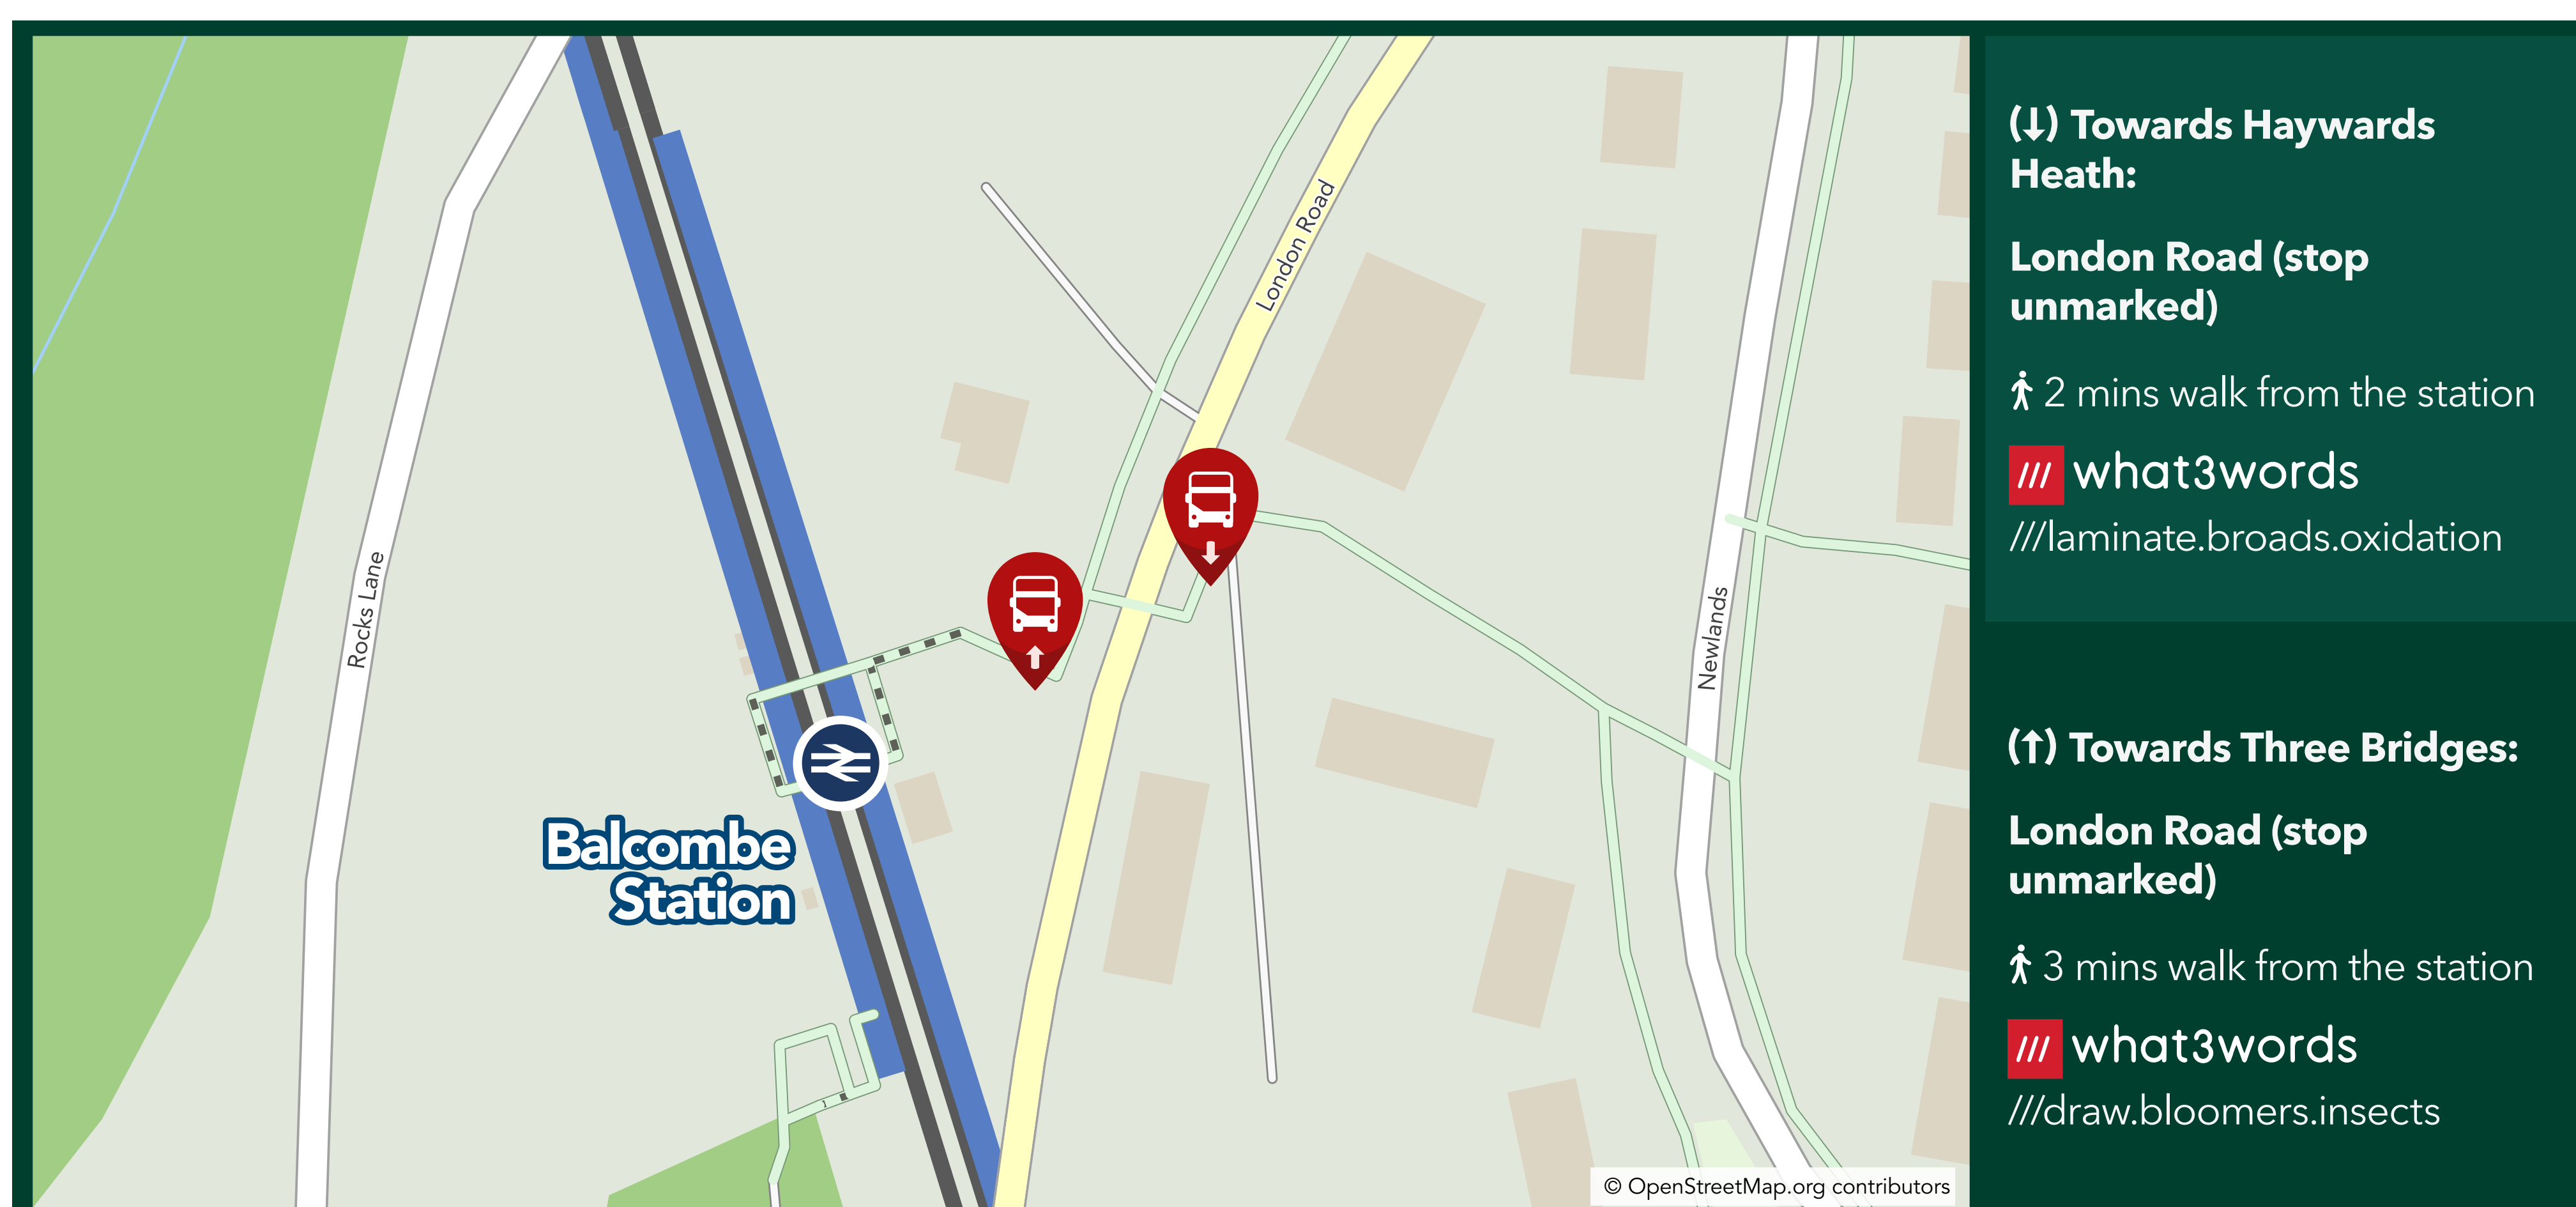 London Road
Rocks Lane
Newlands
Balcombe
Station
© OpenStreetMap.org contributors
(↓) Towards Haywards
Heath:
London Road (stop
unmarked)
2 mins walk from the station
/// what3words
///laminate.broads.oxidation
(↑) Towards Three Bridges:
London Road (stop
unmarked)
3 mins walk from the station
/// what3words
///draw.bloomers.insects